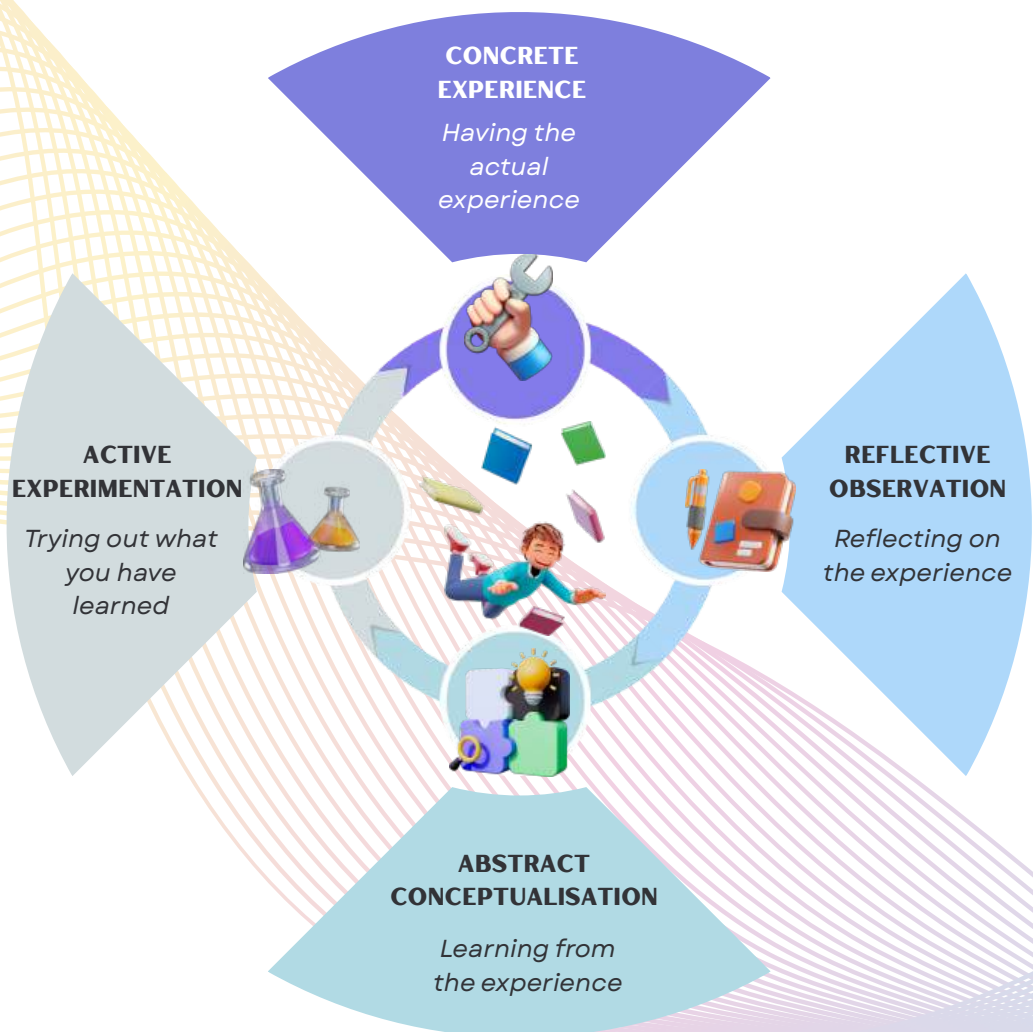 CONCRETE
EXPERIENCE
Having the
actual
experience
REFLECTIVE
OBSERVATION
Reflecting on
the experience
ABSTRACT
CONCEPTUALISATION
Learning from
the experience
ACTIVE
EXPERIMENTATION
Trying out what
you have
learned